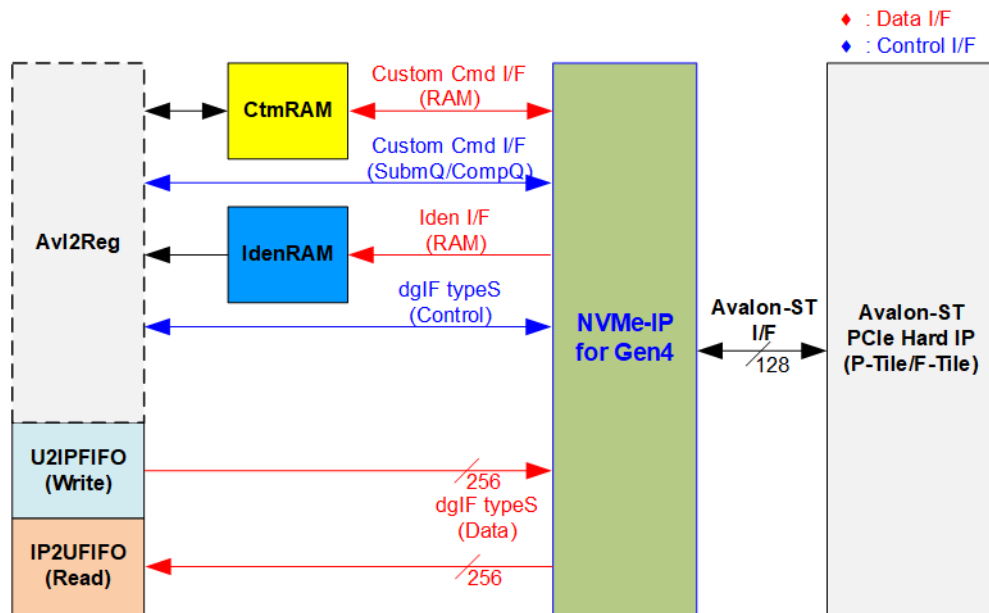 ♦ : Data I/F
♦ : Control I/F
Custom Cmd I/F
(RAM)
CtmRAM
Custom Cmd I/F
(SubmQ/CompQ)
Avl2Reg
Iden I/F
(RAM)
IdenRAM
dgIF typeS
(Control)
NVMe-IP
for Gen4
Avalon-ST
I/F
128
Avalon-ST
PCIe Hard IP
(P-Tile/F-Tile)
U2IPFIFO
(Write)
256
dgIF typeS
(Data)
IP2UFIFO
(Read)
256